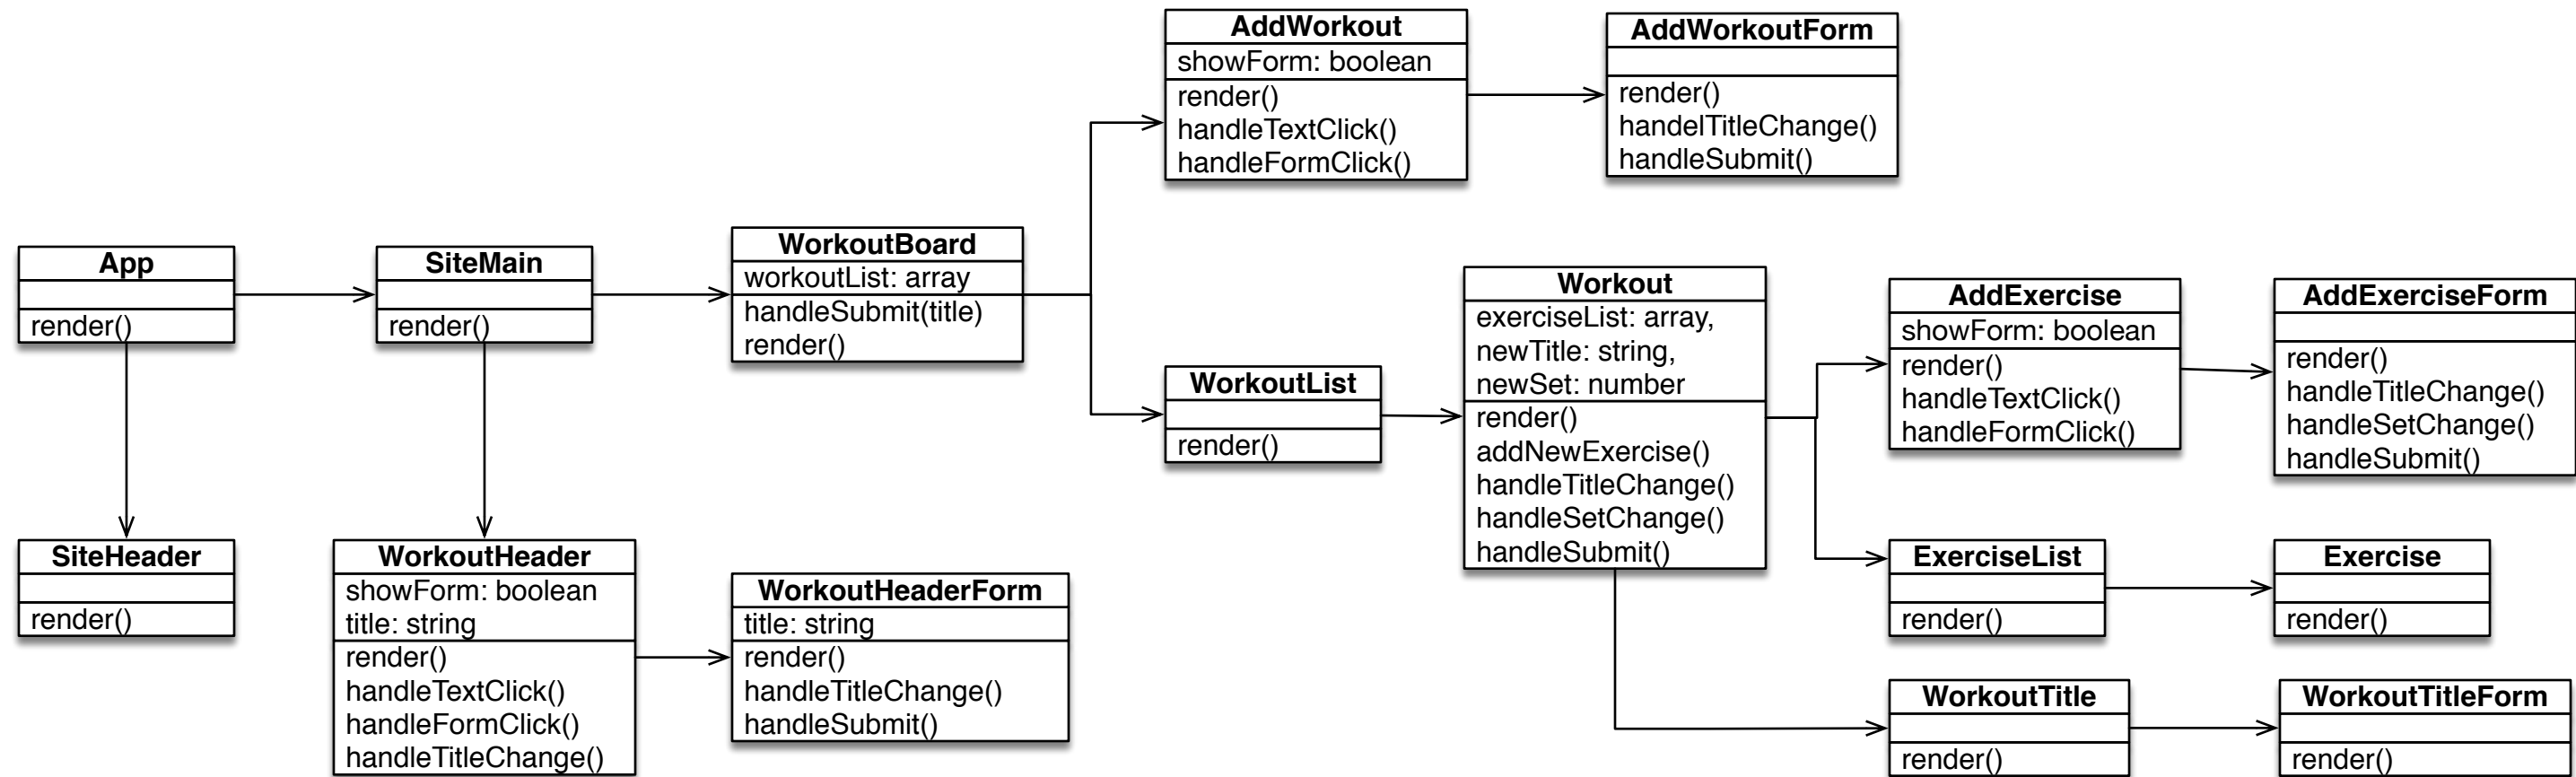 AddWorkout
showForm: boolean
render()
handleTextClick()
handleFormClick()
AddWorkoutForm
render()
handelTitleChange()
handleSubmit()
App
render()
SiteMain
render()
WorkoutBoard
workoutList: array
handleSubmit(title)
render()
WorkoutList
render()
Workout
exerciseList: array,
newTitle: string,
newSet: number
render()
addNewExercise()
handleTitleChange()
handleSetChange()
handleSubmit()
AddExercise
showForm: boolean
render()
handleTextClick()
handleFormClick()
AddExerciseForm
render()
handleTitleChange()
handleSetChange()
handleSubmit()
SiteHeader
render()
WorkoutHeader
showForm: boolean
title: string
render()
handleTextClick()
handleFormClick()
handleTitleChange()
WorkoutHeaderForm
title: string
render()
handleTitleChange()
handleSubmit()
ExerciseList
render()
Exercise
render()
WorkoutTitle
render()
WorkoutTitleForm
render()